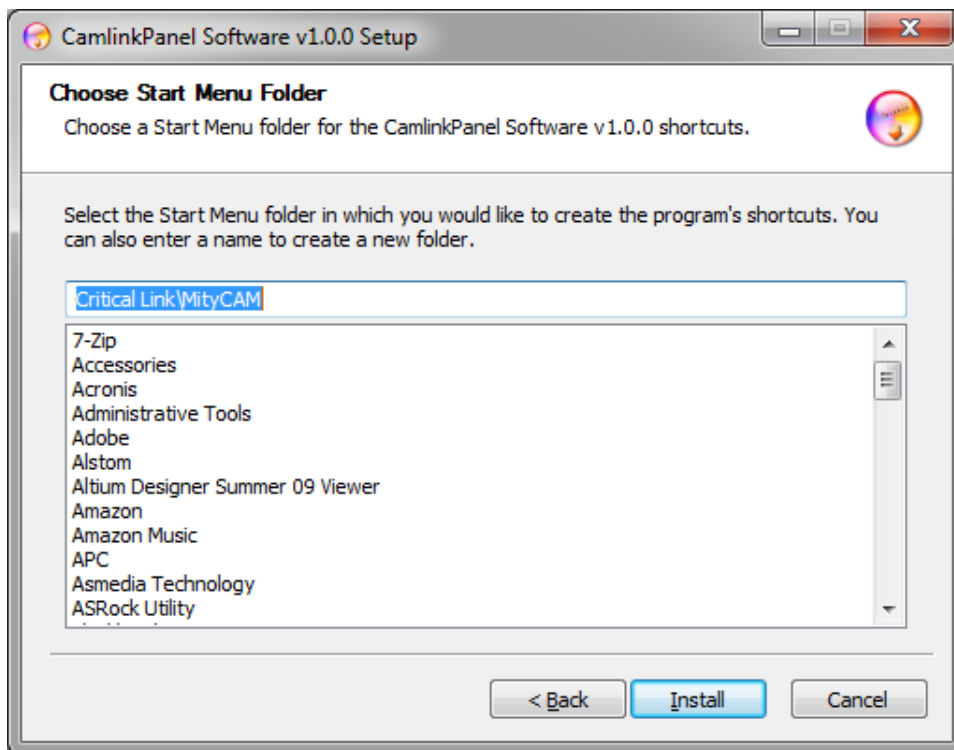 CamlinkPanel Software v1.0.0 Setup
Choose Start Menu Folder
Choose a Start Menu folder for the CamlinkPanel Software v1.0.0 shortcuts.
Select the Start Menu folder in which you would like to create the program's shortcuts. You
can also enter a name to create a new folder.
Critical Link\MityCAM
7-Zip
Accessories
Acronis
Administrative Tools
Adobe
Alstom
Altium Designer Summer 09 Viewer
Amazon
Amazon Music
APC
Asmedia Technology
ASRock Utility
< Back
Install
Cancel